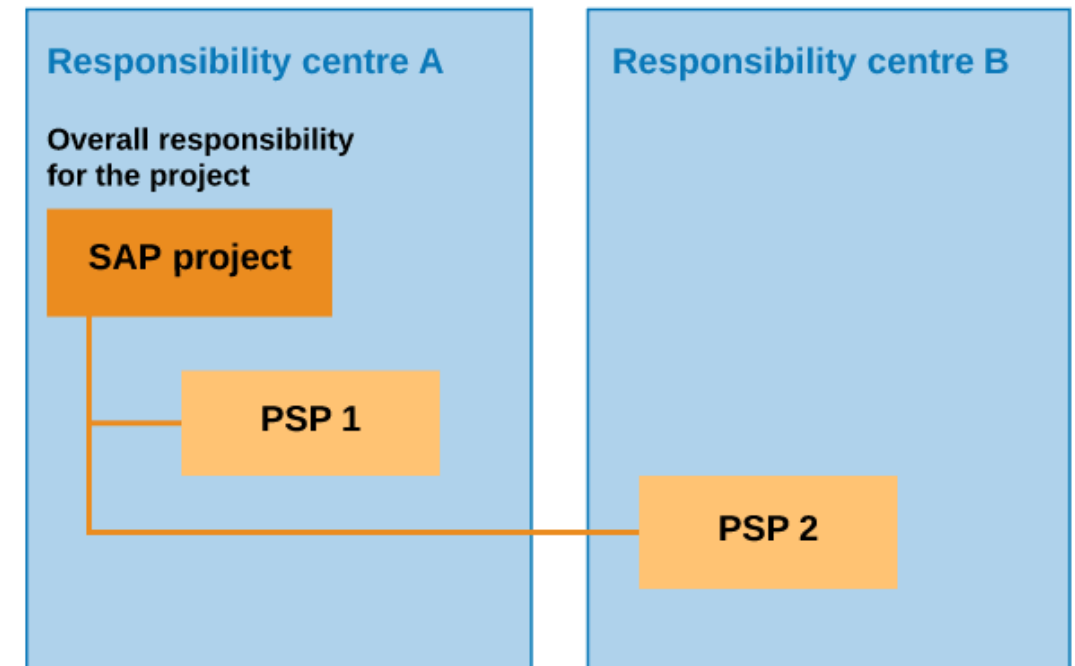 Responsibility centre A
Overall responsibility
for the project
SAP project
PSP 1
Responsibility centre B
PSP 2